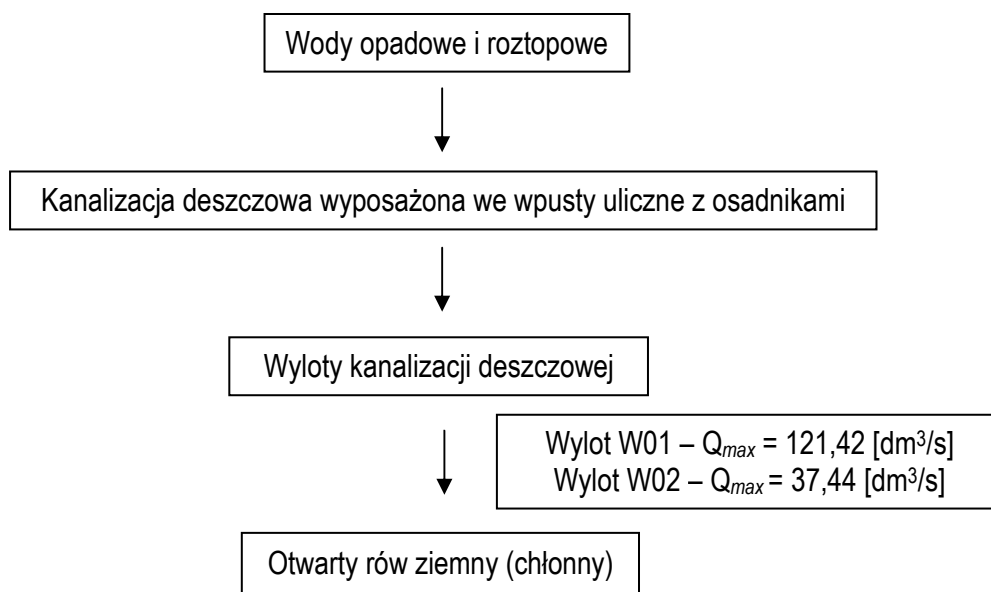 Wody opadowe i roztopowe
Kanalizacja deszczowa wyposażona we wpusty uliczne z osadnikami
Wyloty kanalizacji deszczowej
Wylot W01 – Qmax = 121,42 [dm³/s]
Wylot W02 – Qmax = 37,44 [dm³/s]
Otwarty rów ziemny (chłonny)